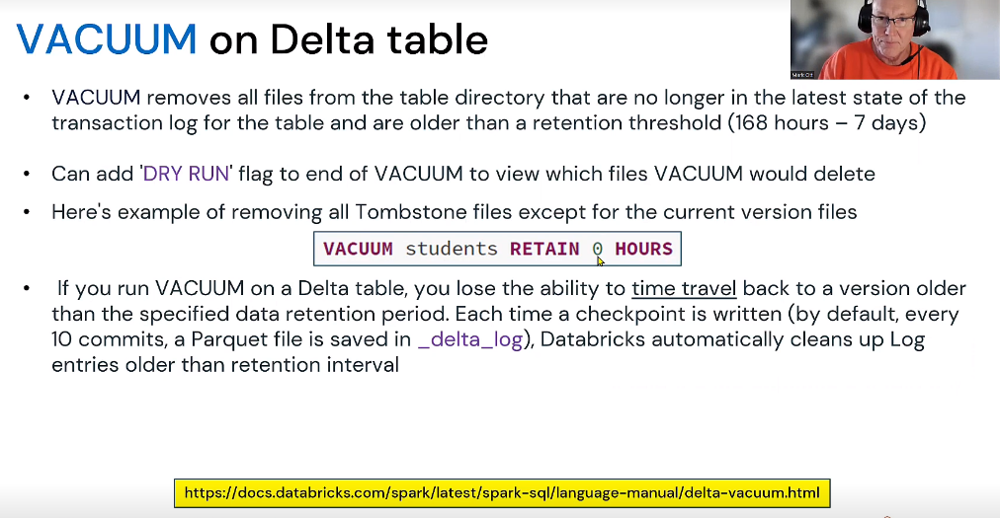 VACUUM on Delta table
• VACUUM removes all files from the table directory that are no longer in the latest state of the
transaction log for the table and are older than a retention threshold (168 hours – 7 days)
• Can add 'DRY RUN' flag to end of VACUUM to view which files VACUUM would delete
• Here's example of removing all Tombstone files except for the current version files
VACUUM students RETAIN 0 HOURS
• If you run VACUUM on a Delta table, you lose the ability to time travel back to a version older
than the specified data retention period. Each time a checkpoint is written (by default, every
10 commits, a Parquet file is saved in _delta_log), Databricks automatically cleans up Log
entries older than retention interval
https://docs.databricks.com/spark/latest/spark-sql/language-manual/delta-vacuum.html
Mark Ott